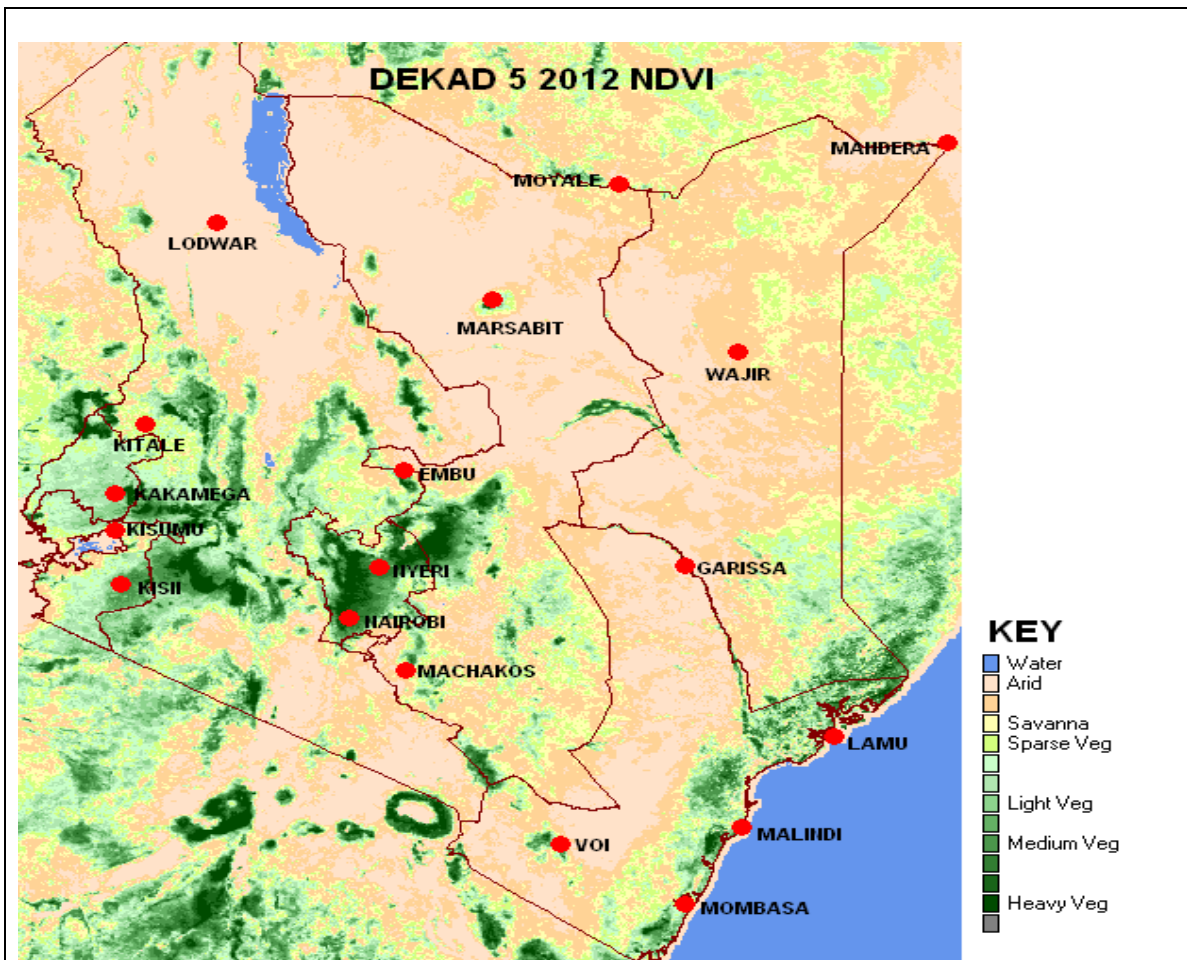 DEKAD 5 2012 NDVI
MAHDERA
MOYALE
LODWAR
MARSABIT
WAJIR
KITALE
EMBU
KAKAMEGA
KISUMU
NYERI
GARISSA
KISII
NAIROBI
MACHAKOS
LAMU
MALINDI
VOI
MOMBASA
KEY
Water
Arid
Savanna
Sparse Veg
Light Veg
Medium Veg
Heavy Veg